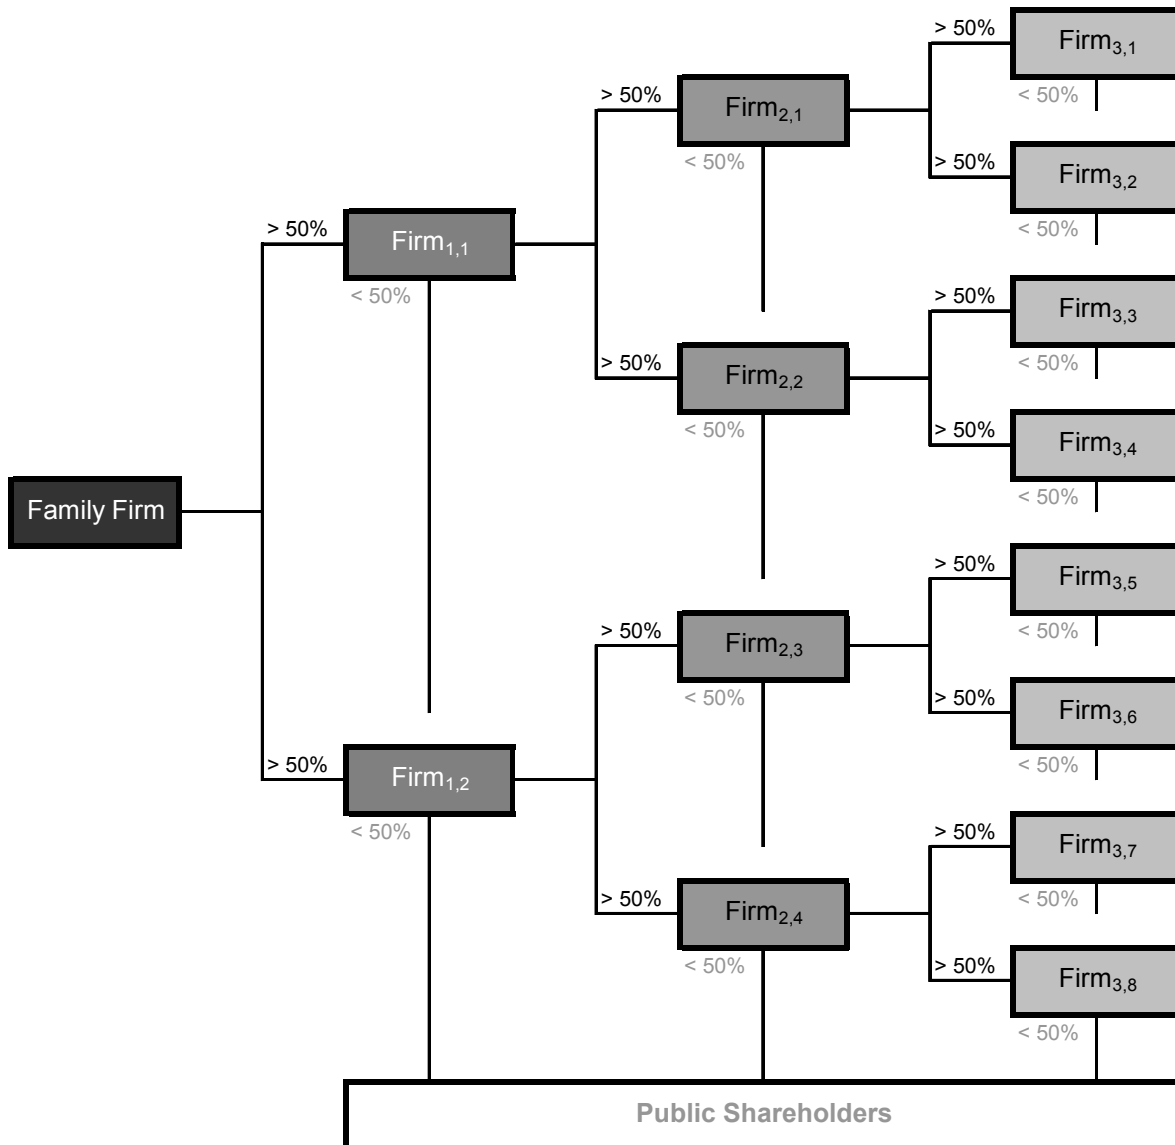 > 50%
Firm3,1
< 50%
> 50%
Firm2,1
< 50%
> 50%
Firm3,2
< 50%
> 50%
Firm1,1
< 50%
> 50%
Firm3,3
< 50%
> 50%
Firm2,2
< 50%
> 50%
Firm3,4
< 50%
Family Firm
> 50%
Firm3,5
< 50%
> 50%
Firm2,3
< 50%
> 50%
Firm3,6
< 50%
> 50%
Firm1,2
< 50%
> 50%
Firm3,7
< 50%
> 50%
Firm2,4
< 50%
> 50%
Firm3,8
< 50%
Public Shareholders